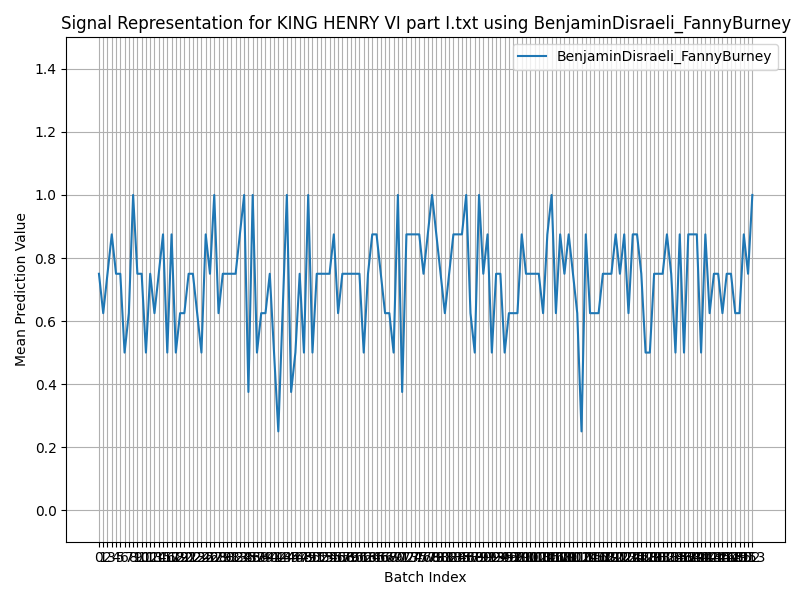 Signal Representation for KING HENRY VI part I.txt using BenjaminDisraeli_FannyBurney
BenjaminDisraeli_FannyBurney
1.4
1.2
1.0
0.8
0.6
0.4
0.2
0.0
Mean Prediction Value
Batch Index